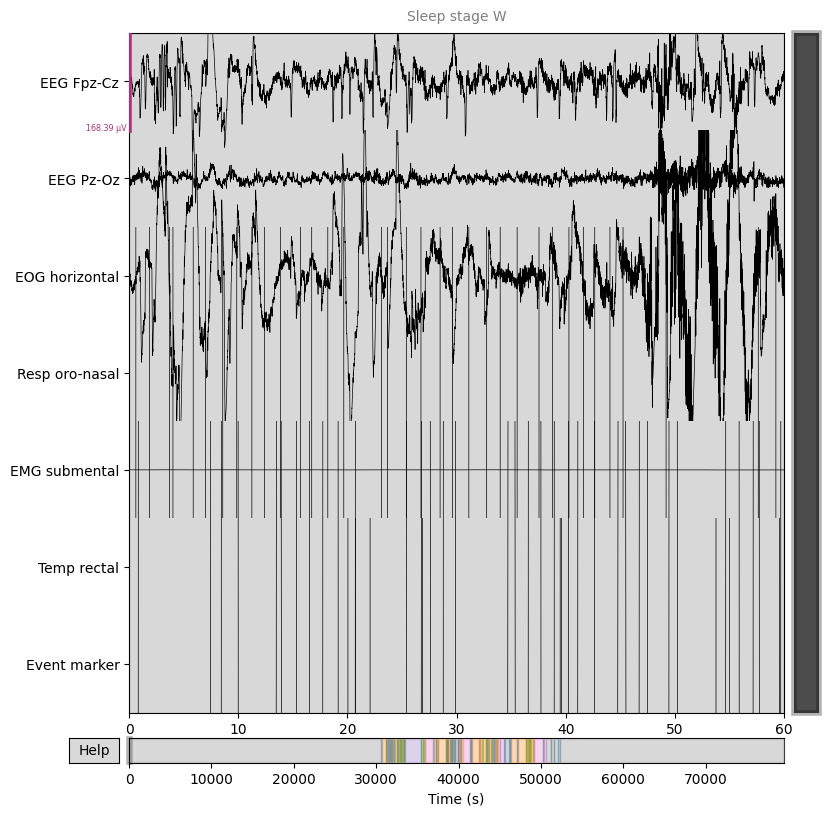 Sleep stage W
EEG Fpz-Cz
168.39 µV
EEG Pz-Oz
EOG horizontal
Resp oro-nasal
EMG submental
Temp rectal
Event marker
0 10 20 30 40 50 60
Help
0 10000 20000 30000 40000 50000 60000 70000
Time (s)